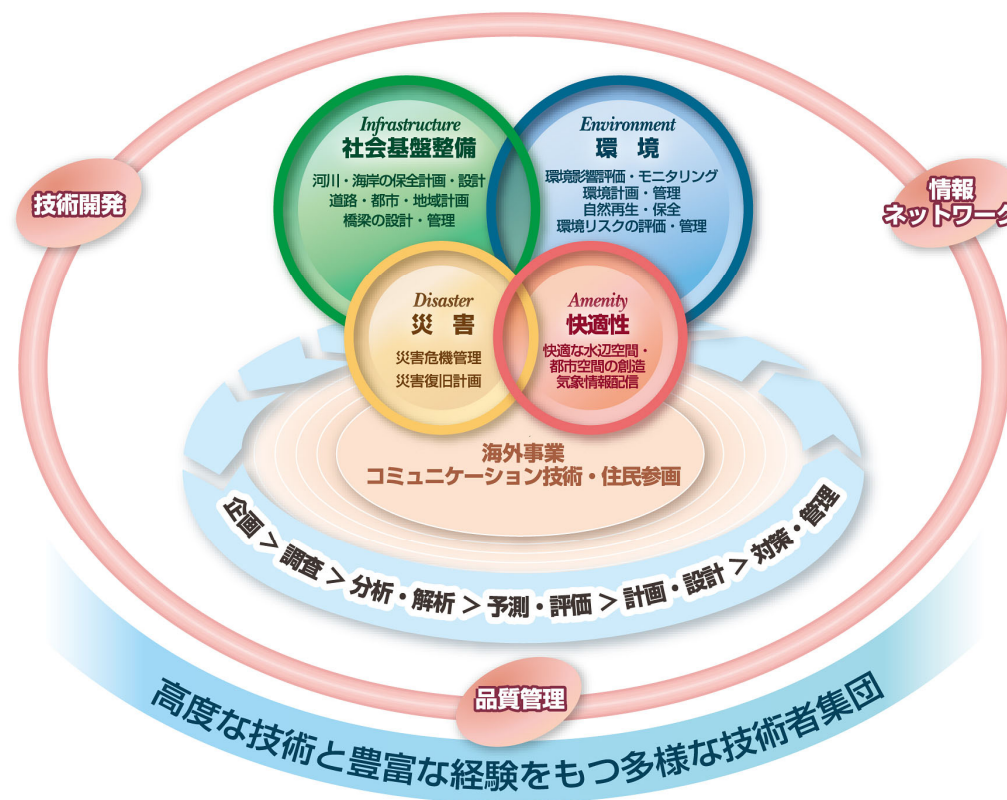 Infrastructure
社会基盤整備
河川・海岸の保全計画・設計
道路・都市・地域計画
橋梁の設計・管理
Environment
環 境
環境影響評価・モニタリング
環境計画・管理
自然再生・保全
環境リスクの評価・管理
技術開発
情報
ネットワーク
Disaster
災 害
災害危機管理
災害復旧計画
Amenity
快適性
快適な水辺空間・
都市空間の創造
気象情報配信
海外事業
コミュニケーション技術・住民参画
企画 > 調査 > 分析・解析 > 予測・評価 > 計画・設計 > 対策・管理
品質管理
高度な技術と豊富な経験をもつ多様な技術者集団